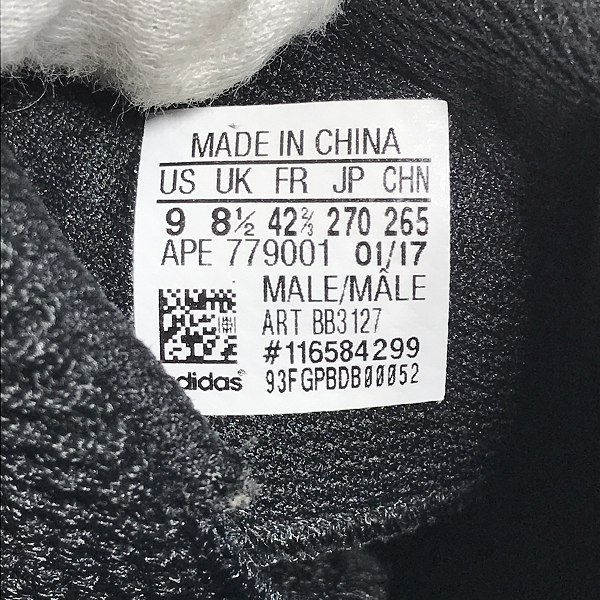 MADE IN CHINA
US UK FR JP CHN
9 8½ 42⅔ 270 265
APE 779001 01/17
MALE/MÂLE
ART BB3127
#116584299
adidas® 93FGPBDB00052